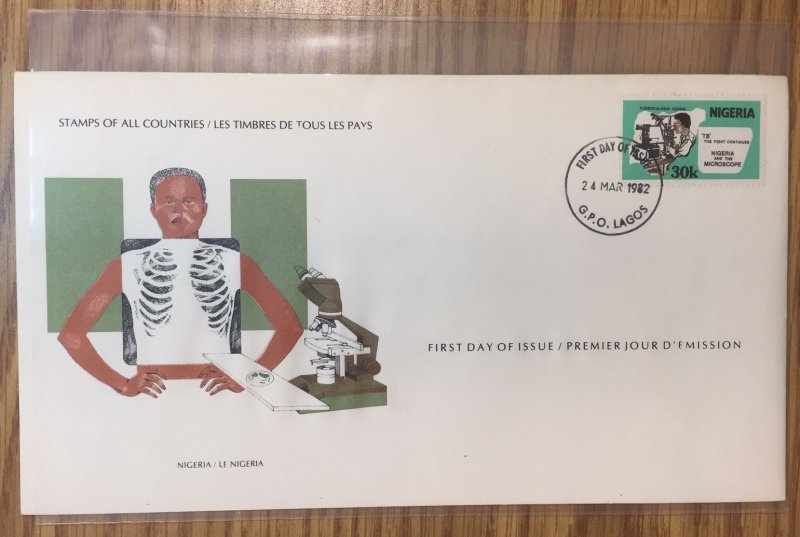 STAMPS OF ALL COUNTRIES / LES TIMBRES DE TOUS LES PAYS
TUBERCULOSIS GERMS
NIGERIA
'TB'
THE FIGHT CONTINUES
NIGERIA
AND THE
MICROSCOPE
30k
FIRST DAY OF ISSUE
24 MAR 1982
G.P.O. LAGOS
FIRST DAY OF ISSUE / PREMIER JOUR D'EMISSION
NIGERIA / LE NIGERIA